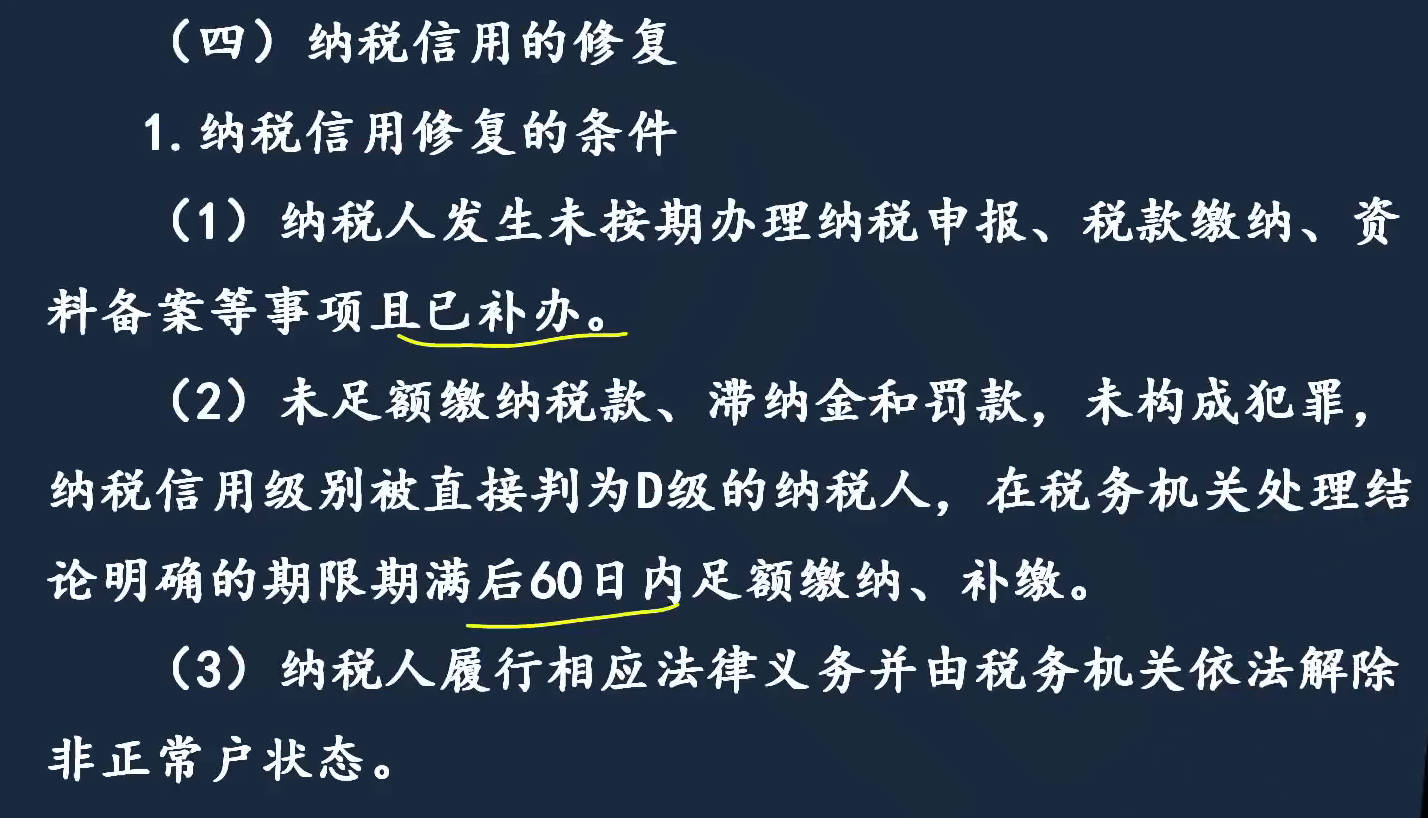 （四）纳税信用的修复
1.纳税信用修复的条件
（1）纳税人发生未按期办理纳税申报、税款缴纳、资
料备案等事项且已补办。
（2）未足额缴纳税款、滞纳金和罚款，未构成犯罪，
纳税信用级别被直接判为D级的纳税人，在税务机关处理结
论明确的期限期满后60日内足额缴纳、补缴。
（3）纳税人履行相应法律义务并由税务机关依法解除
非正常户状态。